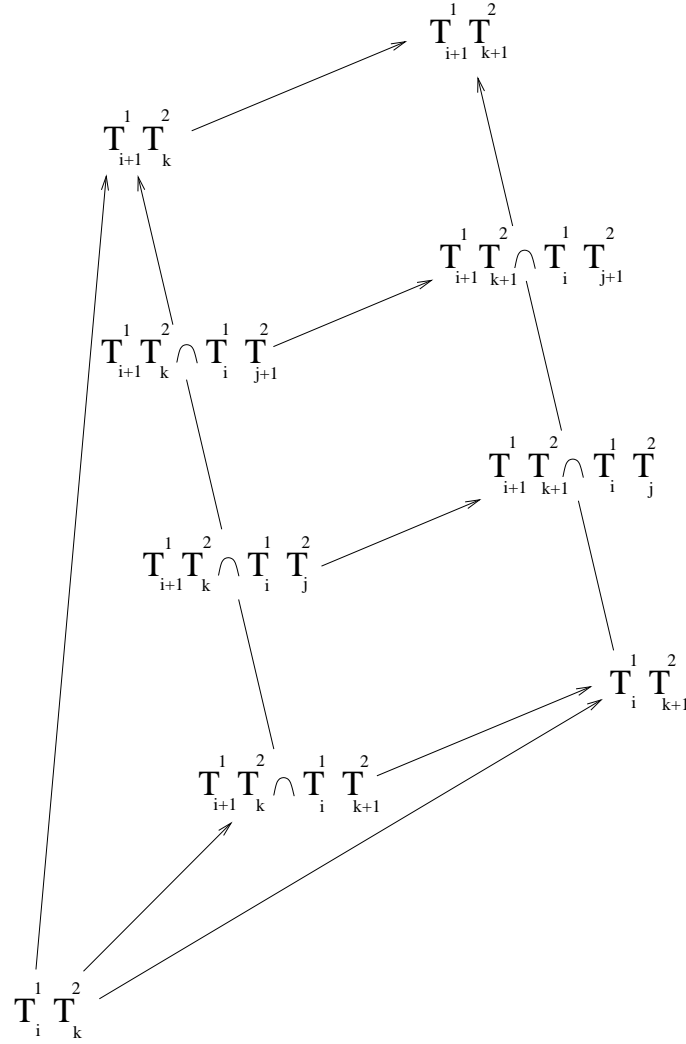 T^1_{i+1} T^2_{k+1}
T^1_{i+1} T^2_k
T^1_{i+1} T^2_{k+1} ∩ T^1_i T^2_{j+1}
T^1_{i+1} T^2_k ∩ T^1_i T^2_{j+1}
T^1_{i+1} T^2_{k+1} ∩ T^1_i T^2_j
T^1_{i+1} T^2_k ∩ T^1_i T^2_j
T^1_i T^2_{k+1}
T^1_{i+1} T^2_k ∩ T^1_i T^2_{k+1}
T^1_i T^2_k